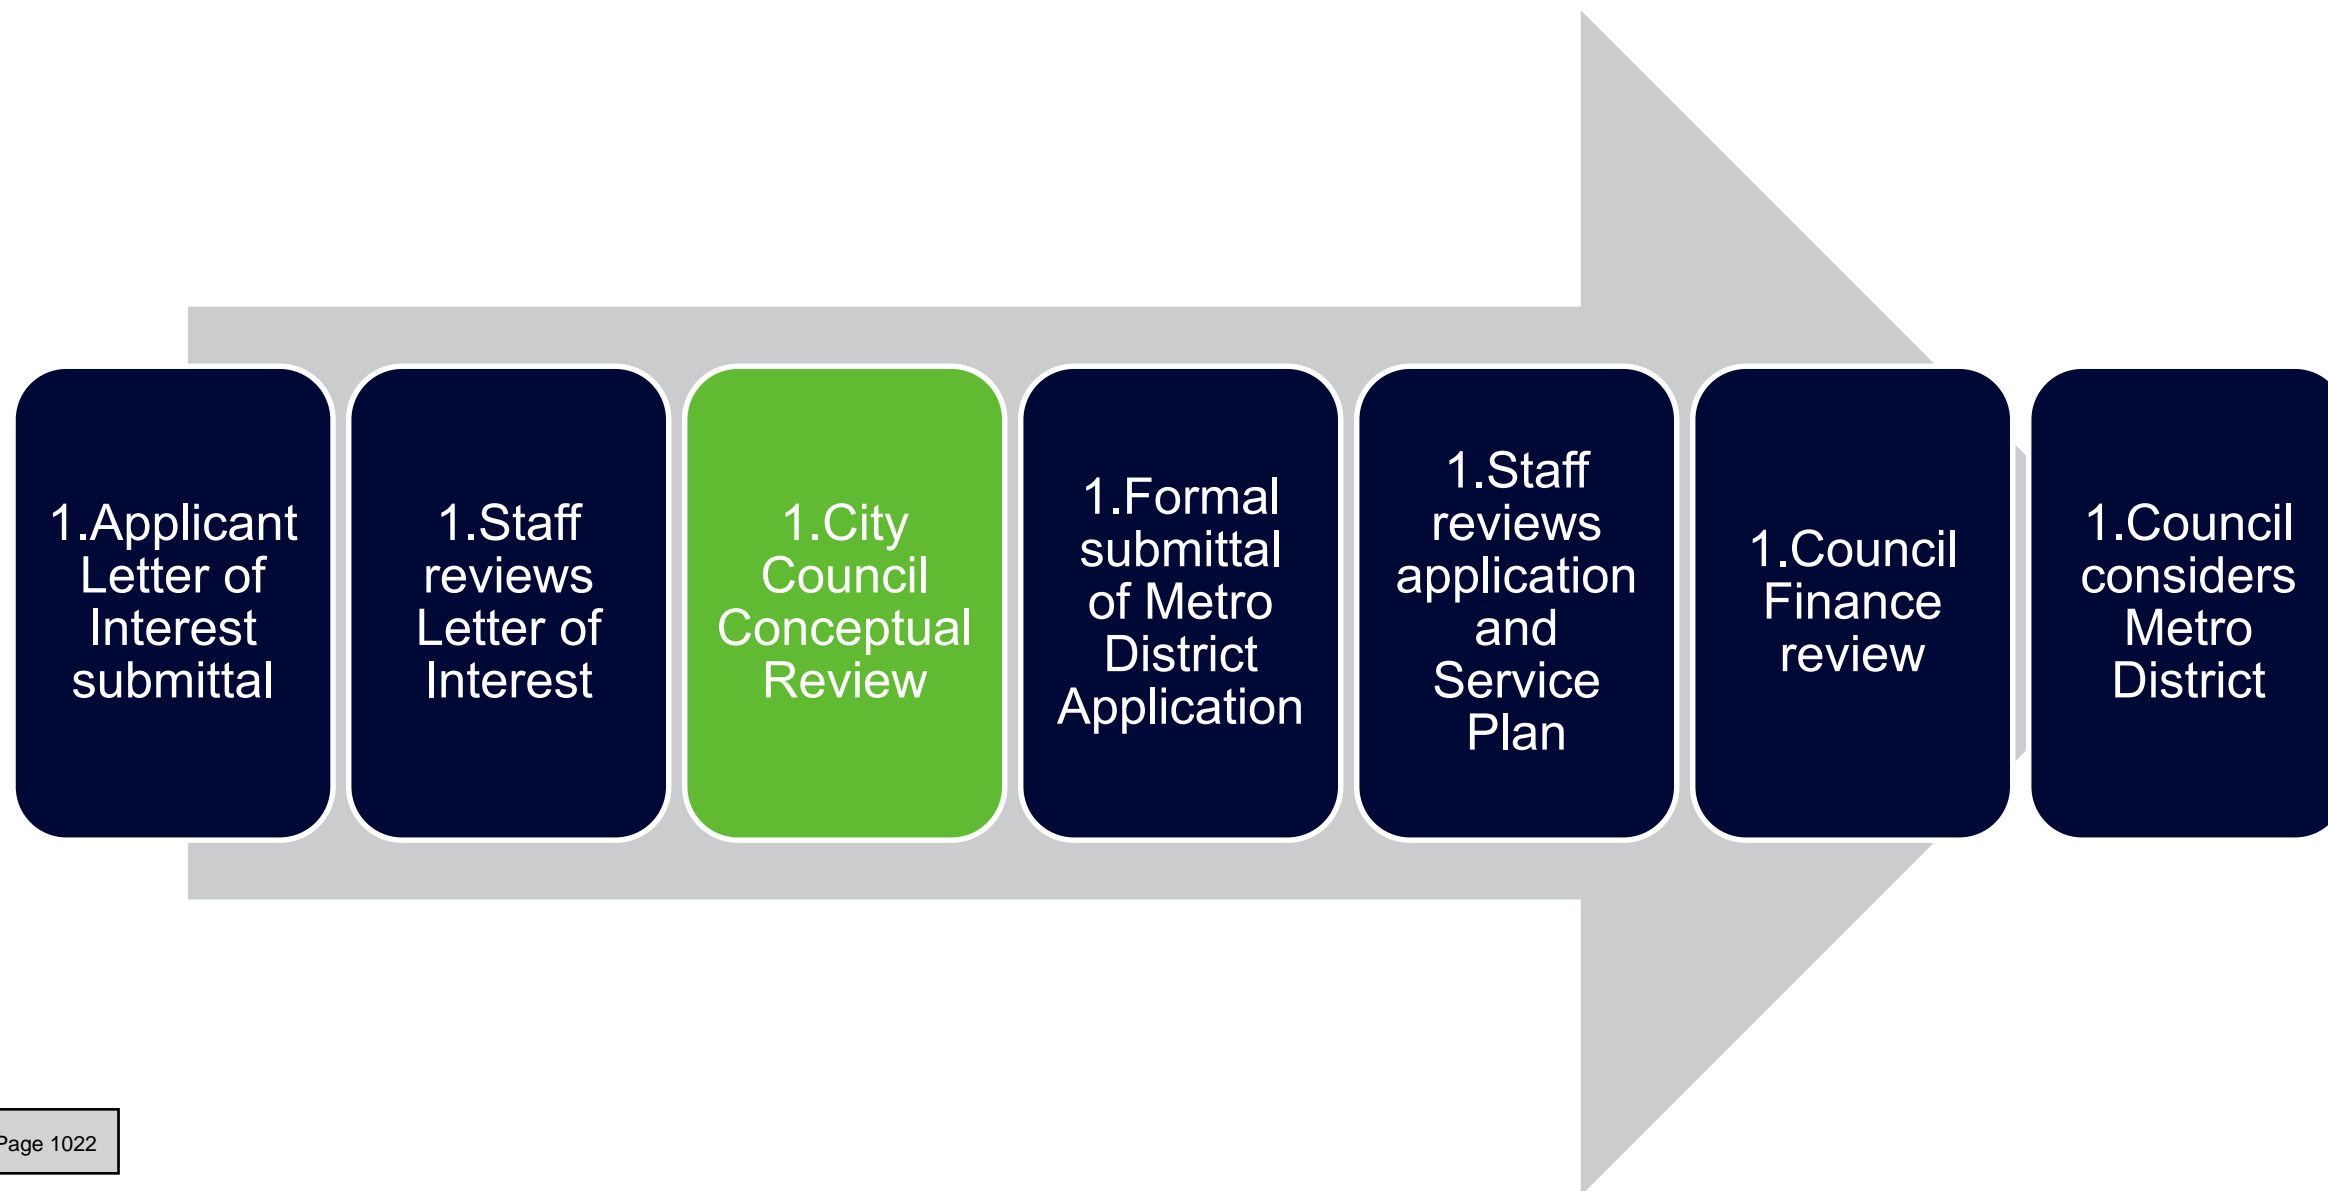 1.Applicant
Letter of
Interest
submittal
1.Staff
reviews
Letter of
Interest
1.City
Council
Conceptual
Review
1.Formal
submittal
of Metro
District
Application
1.Staff
reviews
application
and
Service
Plan
1.Council
Finance
review
1.Council
considers
Metro
District
Page 1022